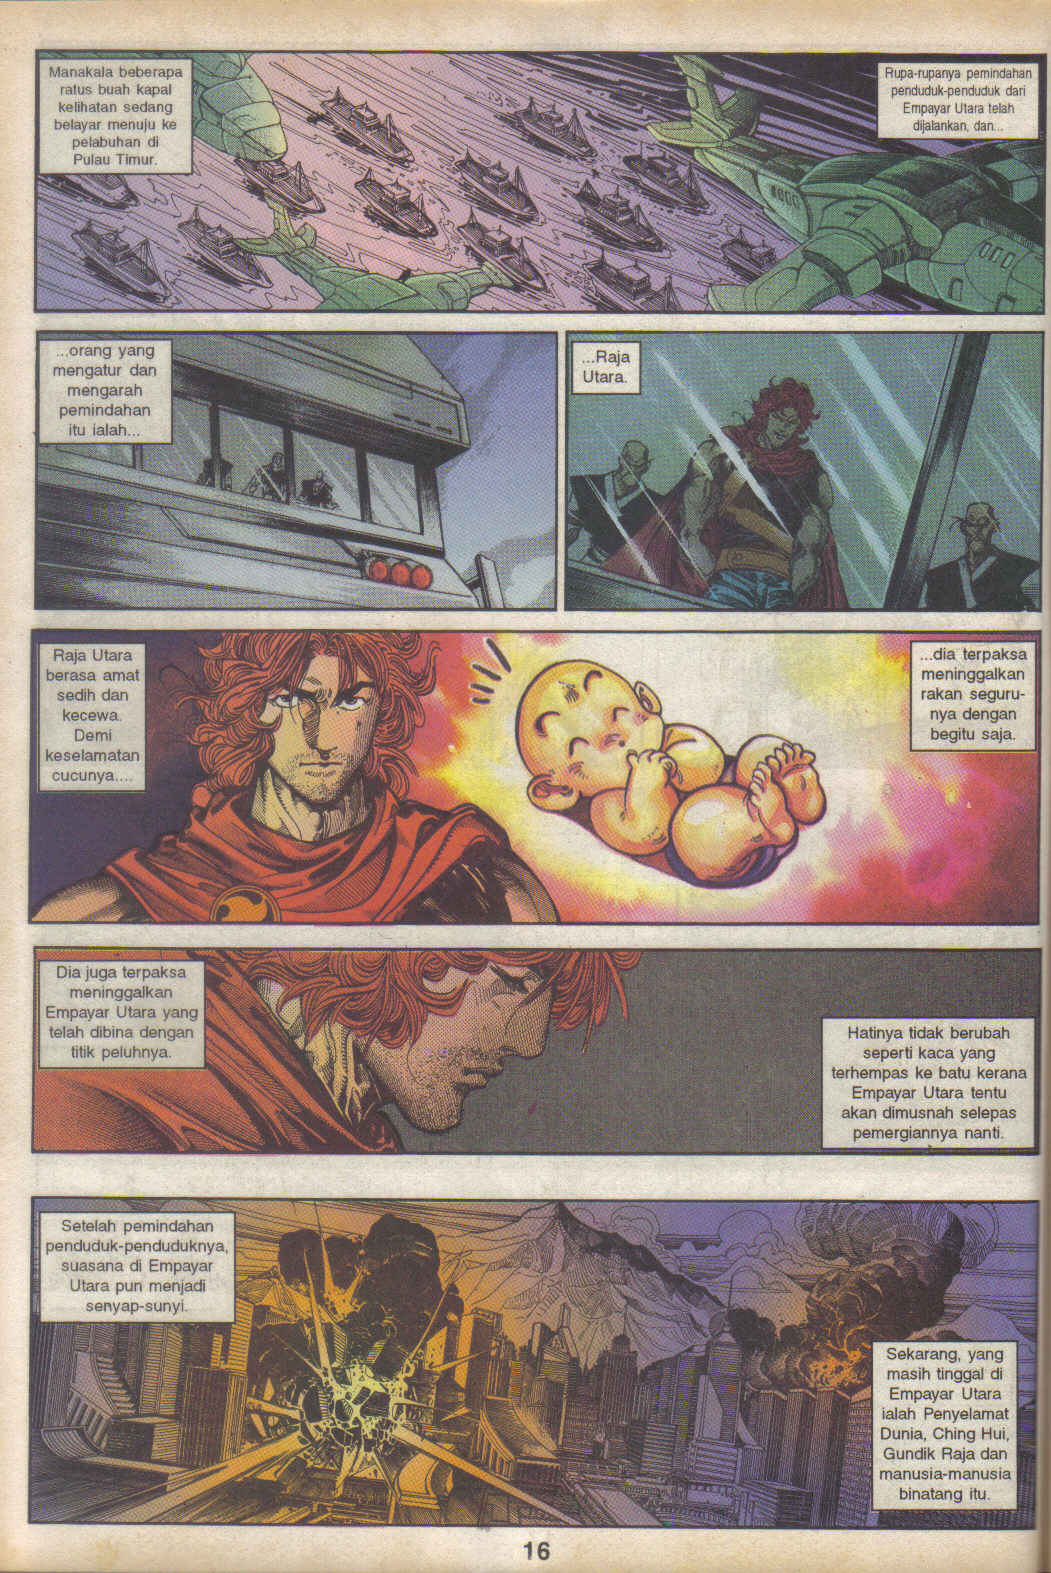 Manakala beberapa
ratus buah kapal
kelihatan sedang
belayar menuju ke
pelabuhan di
Pulau Timur.
Rupa-rupanya pemindahan
penduduk-penduduk dari
Empayar Utara telah
dijalankan, dan...
...orang yang
mengatur dan
mengarah
pemindahan
itu ialah...
...Raja
Utara.
Raja Utara
berasa amat
sedih dan
kecewa.
Demi
keselamatan
cucunya....
...dia terpaksa
meninggalkan
rakan seguru-
nya dengan
begitu saja.
Dia juga terpaksa
meninggalkan
Empayar Utara yang
telah dibina dengan
titik peluhnya.
Hatinya tidak berubah
seperti kaca yang
terhempas ke batu kerana
Empayar Utara tentu
akan dimusnah selepas
pemergiannya nanti.
Setelah pemindahan
penduduk-penduduknya,
suasana di Empayar
Utara pun menjadi
senyap-sunyi.
Sekarang, yang
masih tinggal di
Empayar Utara
ialah Penyelamat
Dunia, Ching Hui,
Gundik Raja dan
manusia-manusia
binatang itu.
16